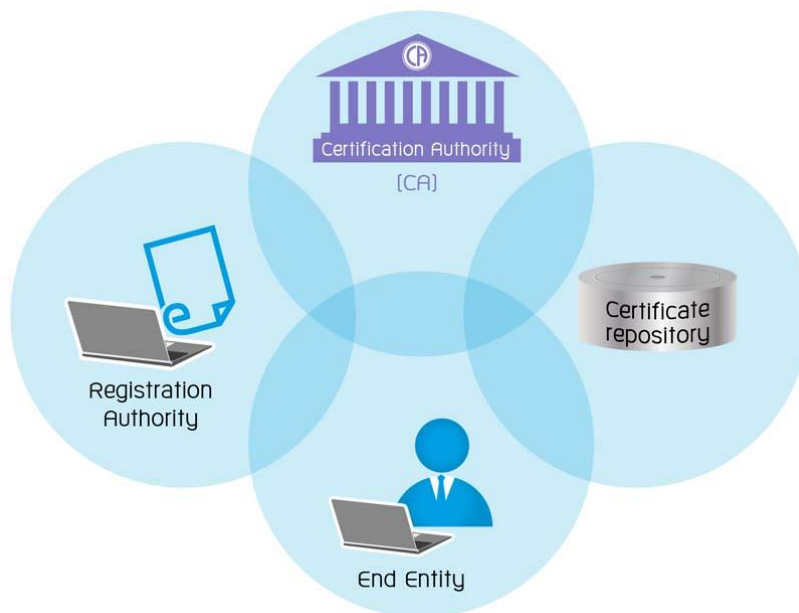 CA
Certification Authority
(CA)
Certificate
repository
Registration
Authority
End Entity